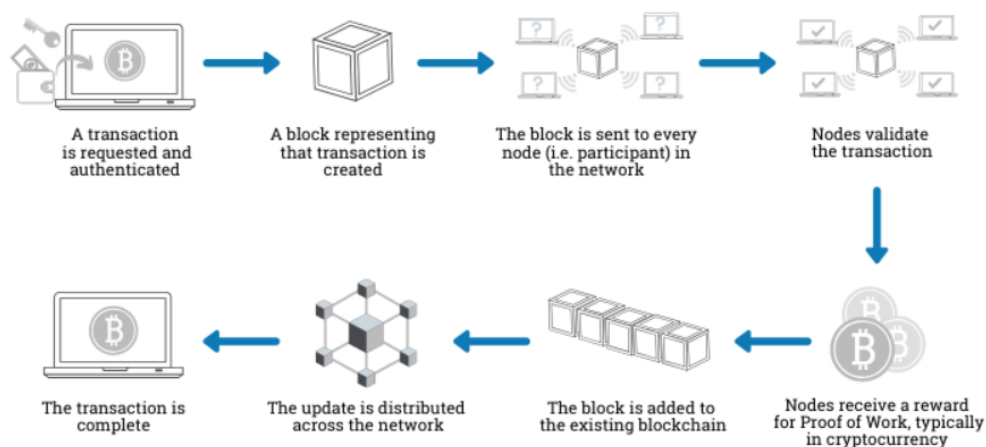 A transaction
is requested and
authenticated
A block representing
that transaction is
created
The block is sent to every
node (i.e. participant) in
the network
Nodes validate
the transaction
The transaction is
complete
The update is distributed
across the network
The block is added to
the existing blockchain
Nodes receive a reward
for Proof of Work, typically
in cryptocurrency